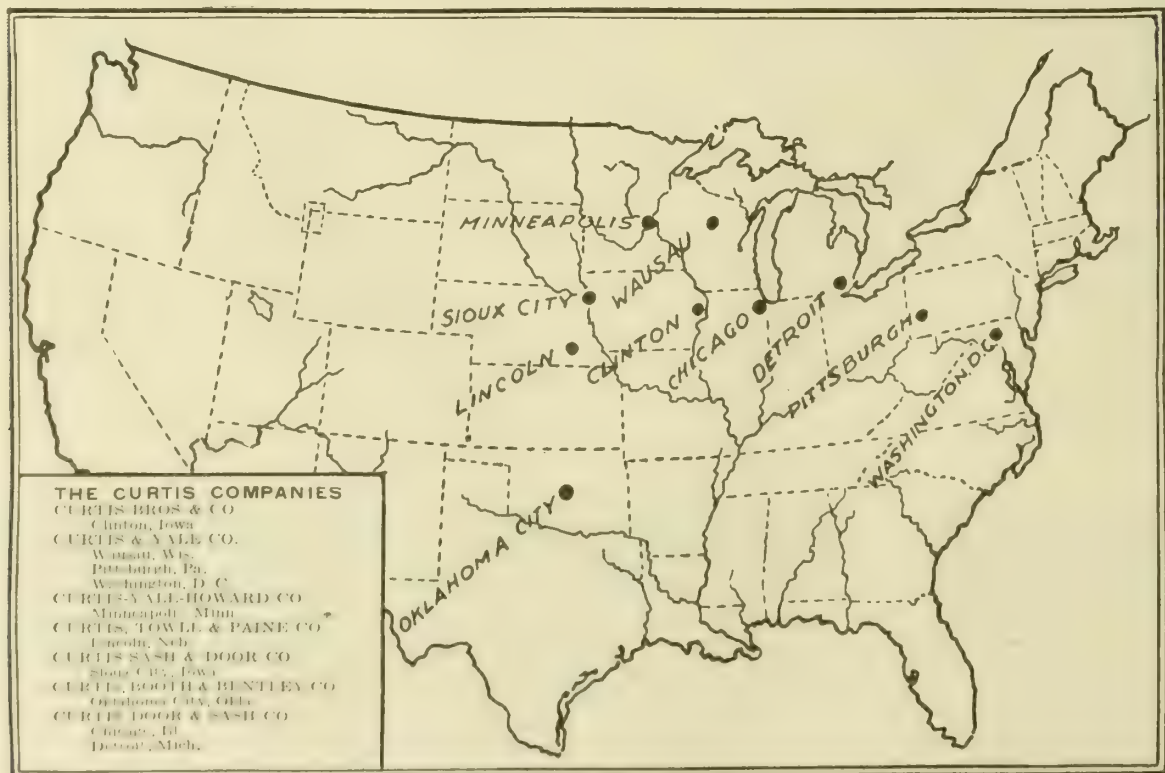 MINNEAPOLIS
WAUSAU
SIOUX CITY
CLINTON
CHICAGO
DETROIT
LINCOLN
PITTSBURGH
WASHINGTON, D.C.
OKLAHOMA CITY
THE CURTIS COMPANIES
CURTIS BROS & CO
Clinton, Iowa
CURTIS & YALE CO.
Wausau, Wis.
Pittsburgh, Pa.
Washington, D. C
CURTIS-YALE-HOWARD CO
Minneapolis, Minn
CURTIS, TOWLE & PAINE CO
Lincoln, Neb
CURTIS SASH & DOOR CO
Sioux City, Iowa
CURTIS, BOOTH & BENTLEY CO
Oklahoma City, Okla
CURTIS DOOR & SASH CO
Chicago, Ill
Detroit, Mich.